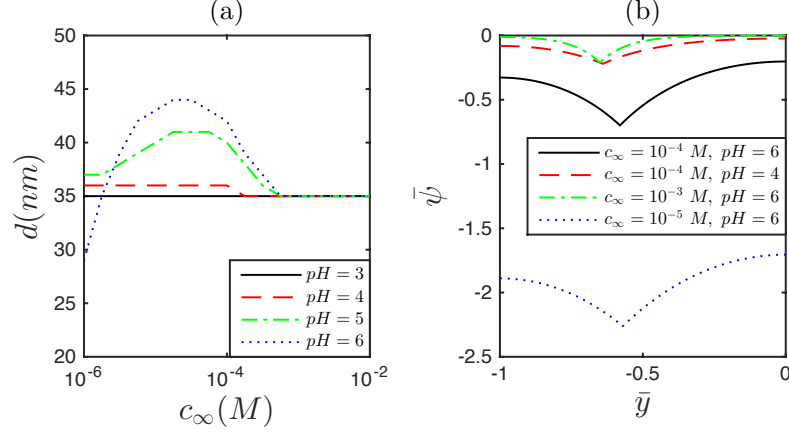 (a)
50
45
40
35
30
25
20
d(nm)
10^-6
10^-4
10^-2
c∞(M)
pH = 3
pH = 4
pH = 5
pH = 6
(b)
0
-0.5
-1
-1.5
-2
-2.5
ψ̄
-1
-0.5
0
ȳ
c∞ = 10^-4 M, pH = 6
c∞ = 10^-4 M, pH = 4
c∞ = 10^-3 M, pH = 6
c∞ = 10^-5 M, pH = 6